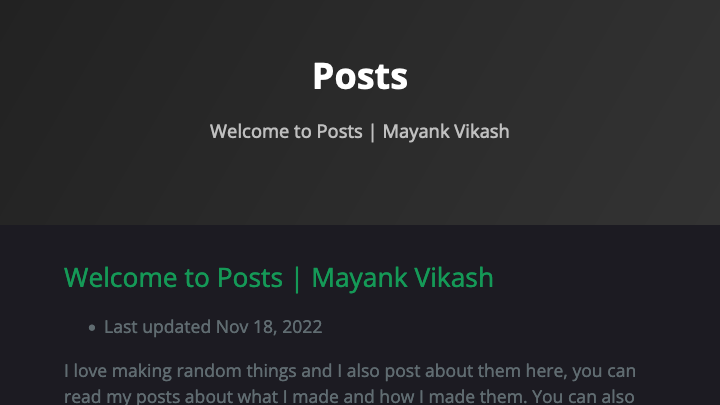 Posts
Welcome to Posts | Mayank Vikash
Welcome to Posts | Mayank Vikash
Last updated Nov 18, 2022
I love making random things and I also post about them here, you can
read my posts about what I made and how I made them. You can also